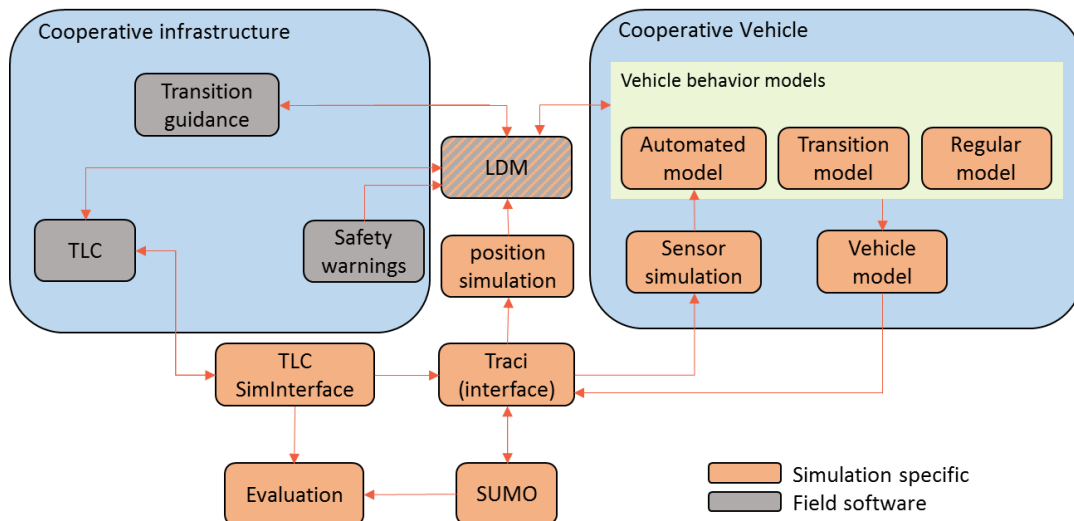 Cooperative infrastructure
Cooperative Vehicle
Vehicle behavior models
Transition
guidance
LDM
Automated
model
Transition
model
Regular
model
TLC
Safety
warnings
position
simulation
Sensor
simulation
Vehicle
model
TLC
SimInterface
Traci
(interface)
Evaluation
SUMO
Simulation specific
Field software